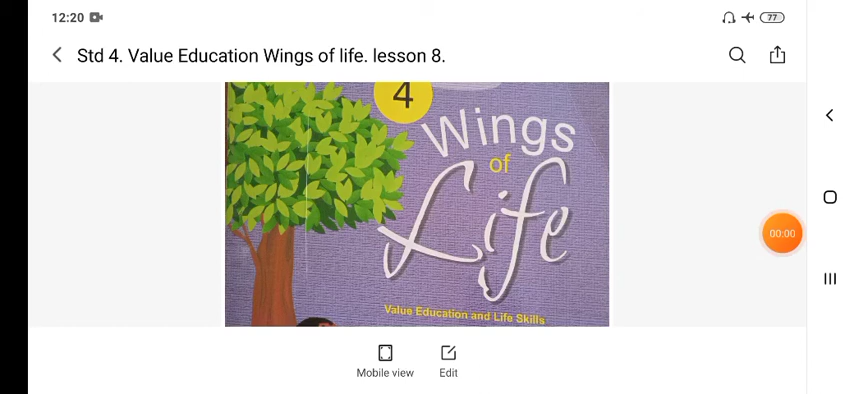 12:20
77
Std 4. Value Education Wings of life. lesson 8.
4
Wings
of
Life
Value Education and Life Skills
00:00
Mobile view
Edit